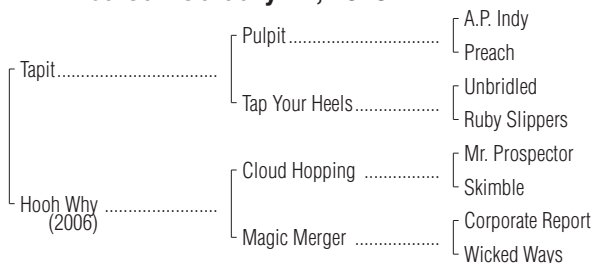 Pulpit
A.P. Indy
Preach
Tapit
Tap Your Heels
Unbridled
Ruby Slippers
Hooh Why
(2006)
Cloud Hopping
Mr. Prospector
Skimble
Magic Merger
Corporate Report
Wicked Ways